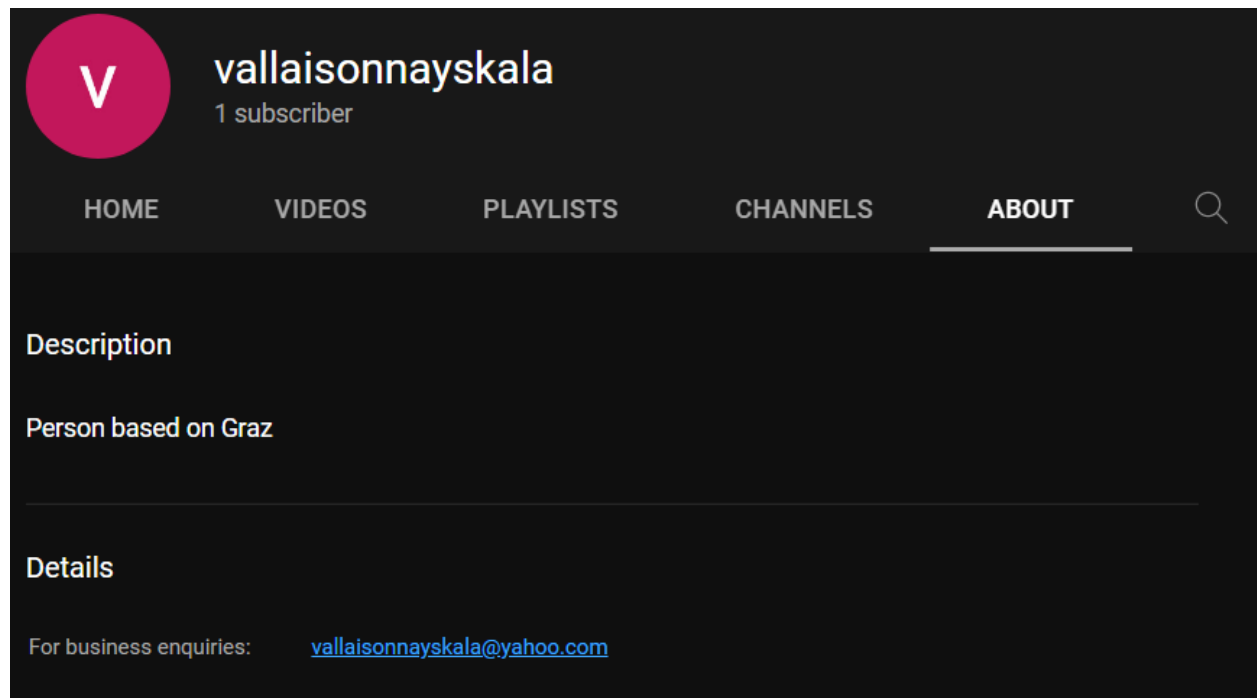 V
vallaisonnayskala
1 subscriber
HOME VIDEOS PLAYLISTS CHANNELS ABOUT
Description
Person based on Graz
Details
For business enquiries: vallaisonnayskala@yahoo.com